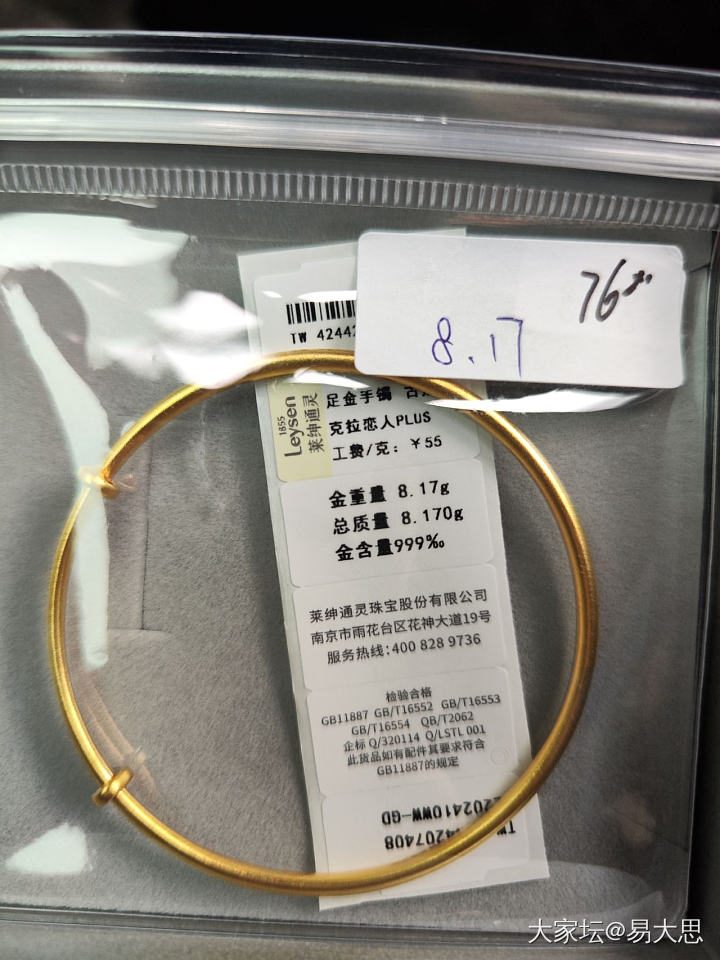 76#
8.17
TW 4244
1855
Leysen
莱绅通灵
足金手镯 古
克拉恋人PLUS
工费/克：￥55
金重量 8.17g
总质量 8.170g
金含量999‰
莱绅通灵珠宝股份有限公司
南京市雨花台区花神大道19号
服务热线:400 828 9736
检验合格
GB11887 GB/T16552 GB/T16553
GB/T16554 QB/T2062
企标 Q/320114 Q/LSTL 001
此货品如有配件其要求符合
GB11887的规定
202410WW-GD
4207408
大家坛@易大思